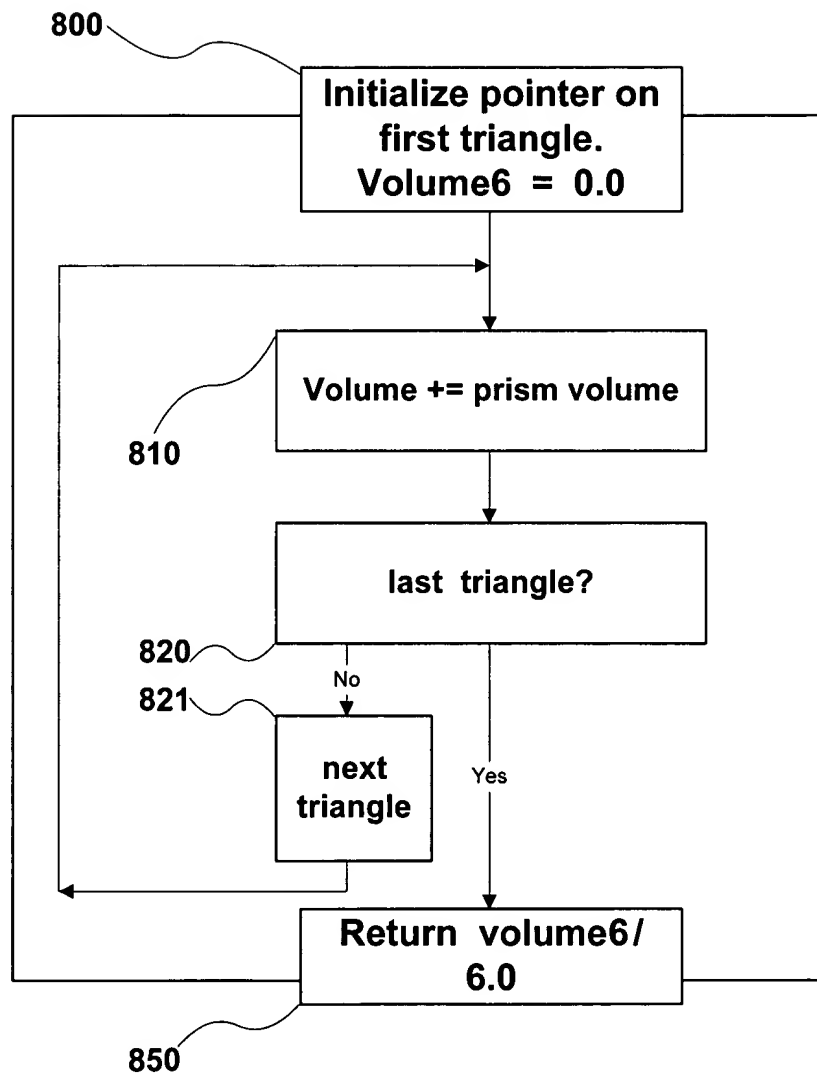 800
Initialize pointer on
first triangle.
Volume6 = 0.0
Volume += prism volume
810
last triangle?
820
No
821
next
triangle
Yes
Return volume6/
6.0
850